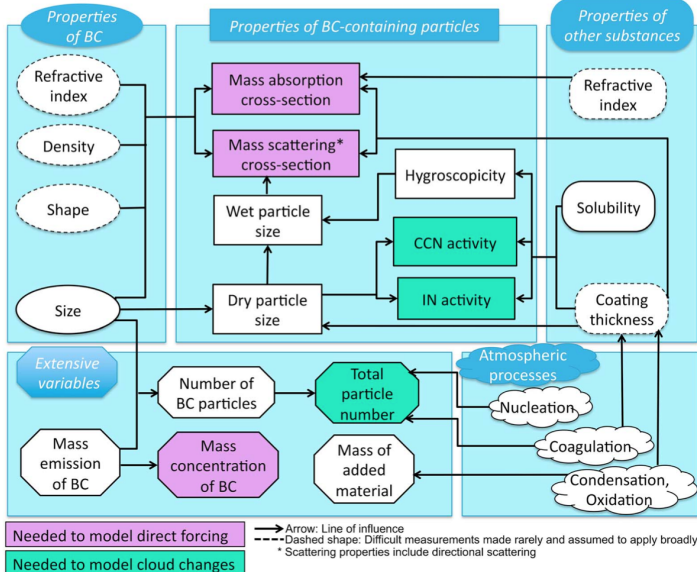 Properties
of BC
Properties of BC-containing particles
Properties of
other substances
Refractive
index
Density
Shape
Size
Mass absorption
cross-section
Mass scattering*
cross-section
Wet particle
size
Hygroscopicity
CCN activity
Dry particle
size
IN activity
Refractive
index
Solubility
Coating
thickness
Extensive
variables
Number of
BC particles
Total
particle
number
Mass
emission
of BC
Mass
concentration
of BC
Mass of
added
material
Atmospheric
processes
Nucleation
Coagulation
Condensation,
Oxidation
Needed to model direct forcing
Needed to model cloud changes
Arrow: Line of influence
Dashed shape: Difficult measurements made rarely and assumed to apply broadly
* Scattering properties include directional scattering